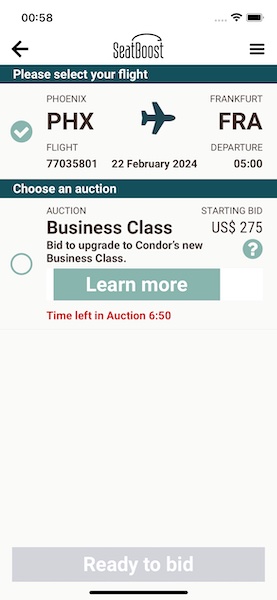 00:58
SeatBoost
Please select your flight
PHOENIX FRANKFURT
PHX FRA
FLIGHT DEPARTURE
77035801 22 February 2024 05:00
Choose an auction
AUCTION STARTING BID
Business Class US$ 275
Bid to upgrade to Condor's new
Business Class.
?
Learn more
Time left in Auction 6:50
Ready to bid